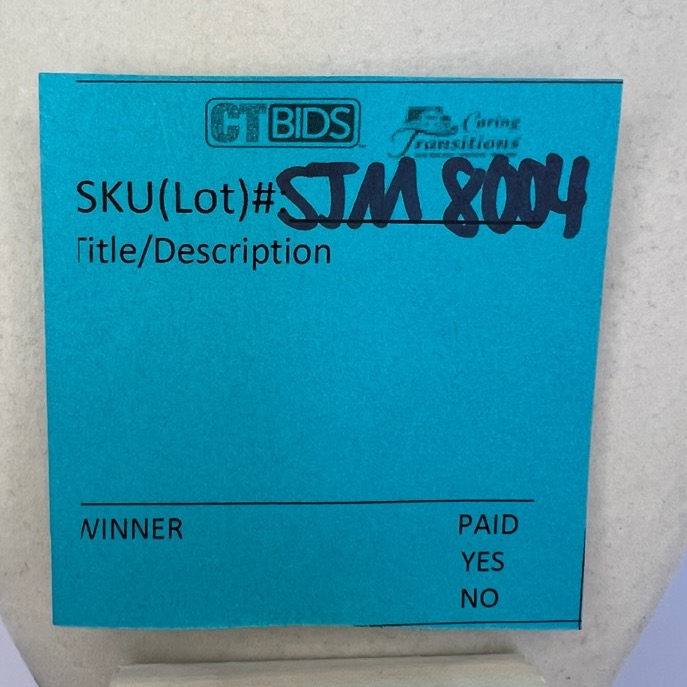 CTBIDS
Caring
Transitions
SKU(Lot)#: SJM 8004
Title/Description
WINNER PAID
YES
NO